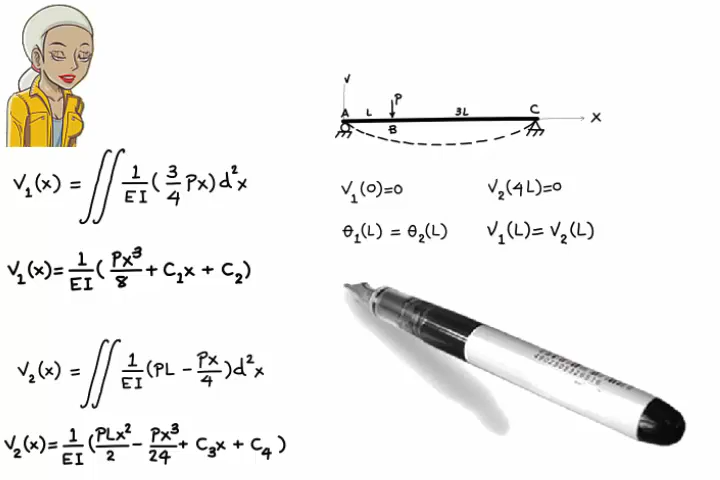 V
A L P 3L C X
B
V₁(x) = ∬ 1/EI (3/4 Px) d²x
V₁(0)=0 V₂(4L)=0
θ₁(L) = θ₂(L) V₁(L) = V₂(L)
V₁(x) = 1/EI (Px³/8 + C₁x + C₂)
V₂(x) = ∬ 1/EI (PL - Px/4) d²x
V₂(x) = 1/EI (PLx²/2 - Px³/24 + C₃x + C₄)